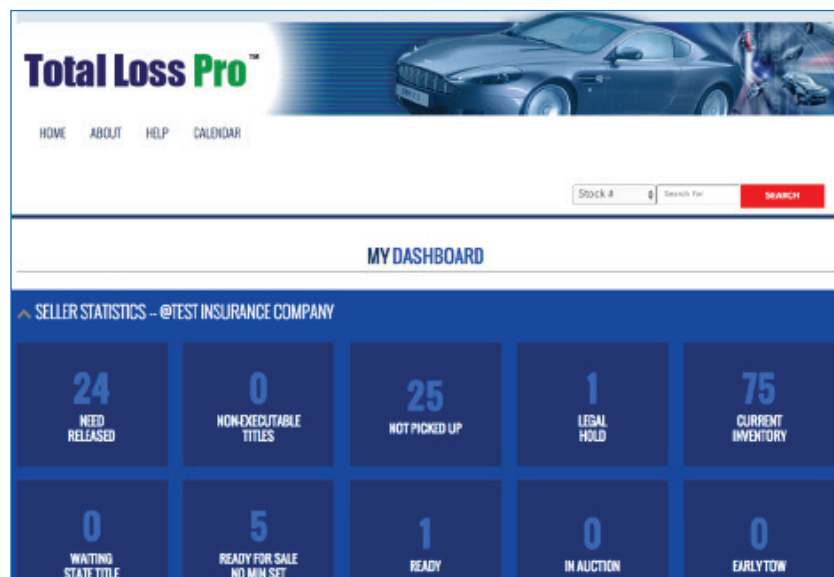 Total Loss Pro™
HOME ABOUT HELP CALENDAR
Stock # Search For SEARCH
MY DASHBOARD
SELLER STATISTICS -- @TEST INSURANCE COMPANY
24
NEED
RELEASED
0
NON-EXECUTABLE
TITLES
25
NOT PICKED UP
1
LEGAL
HOLD
75
CURRENT
INVENTORY
0
WAITING
STATE TITLE
5
READY FOR SALE
NO MIN SET
1
READY
0
IN AUCTION
0
EARLY TOW